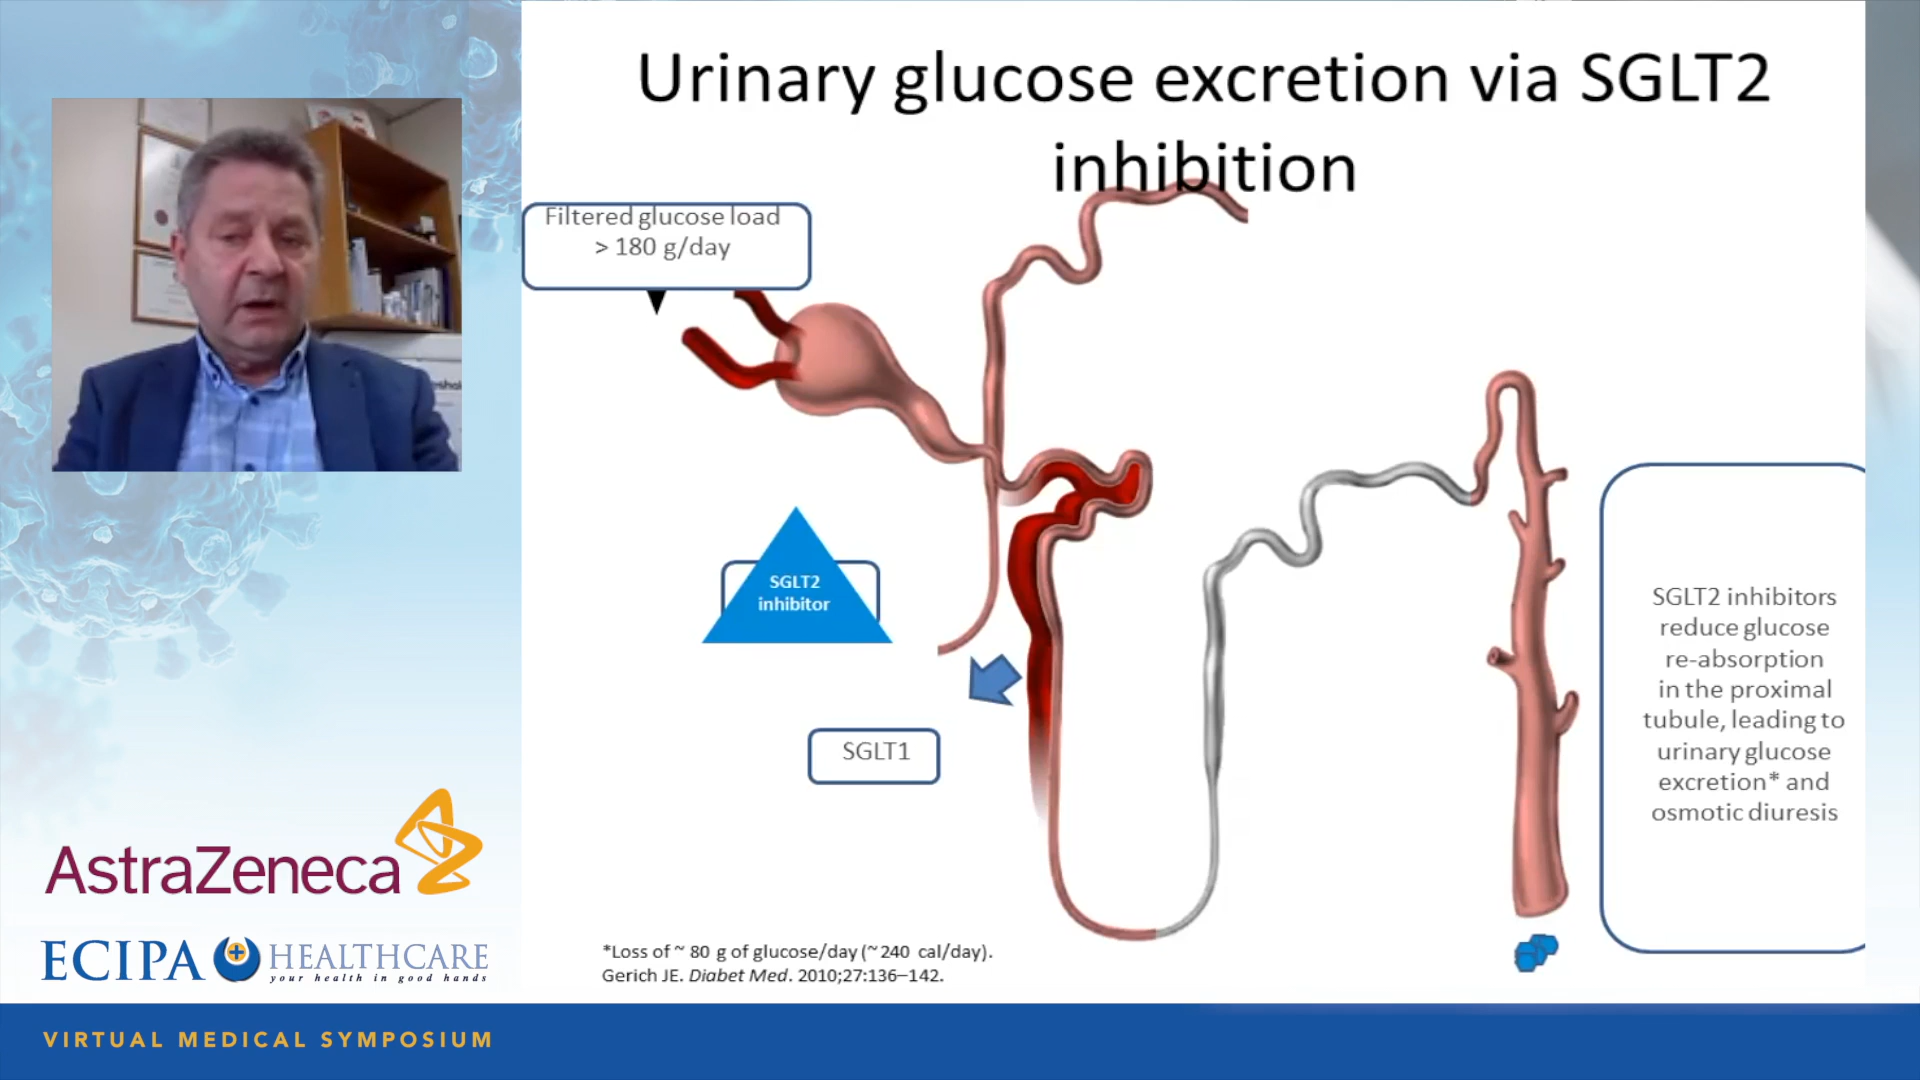 Urinary glucose excretion via SGLT2
inhibition
Filtered glucose load
> 180 g/day
SGLT2
inhibitor
SGLT1
SGLT2 inhibitors
reduce glucose
re-absorption
in the proximal
tubule, leading to
urinary glucose
excretion* and
osmotic diuresis
*Loss of ~ 80 g of glucose/day (~ 240 cal/day).
Gerich JE. Diabet Med. 2010;27:136–142.
AstraZeneca
ECIPA HEALTHCARE
your health in good hands
VIRTUAL MEDICAL SYMPOSIUM